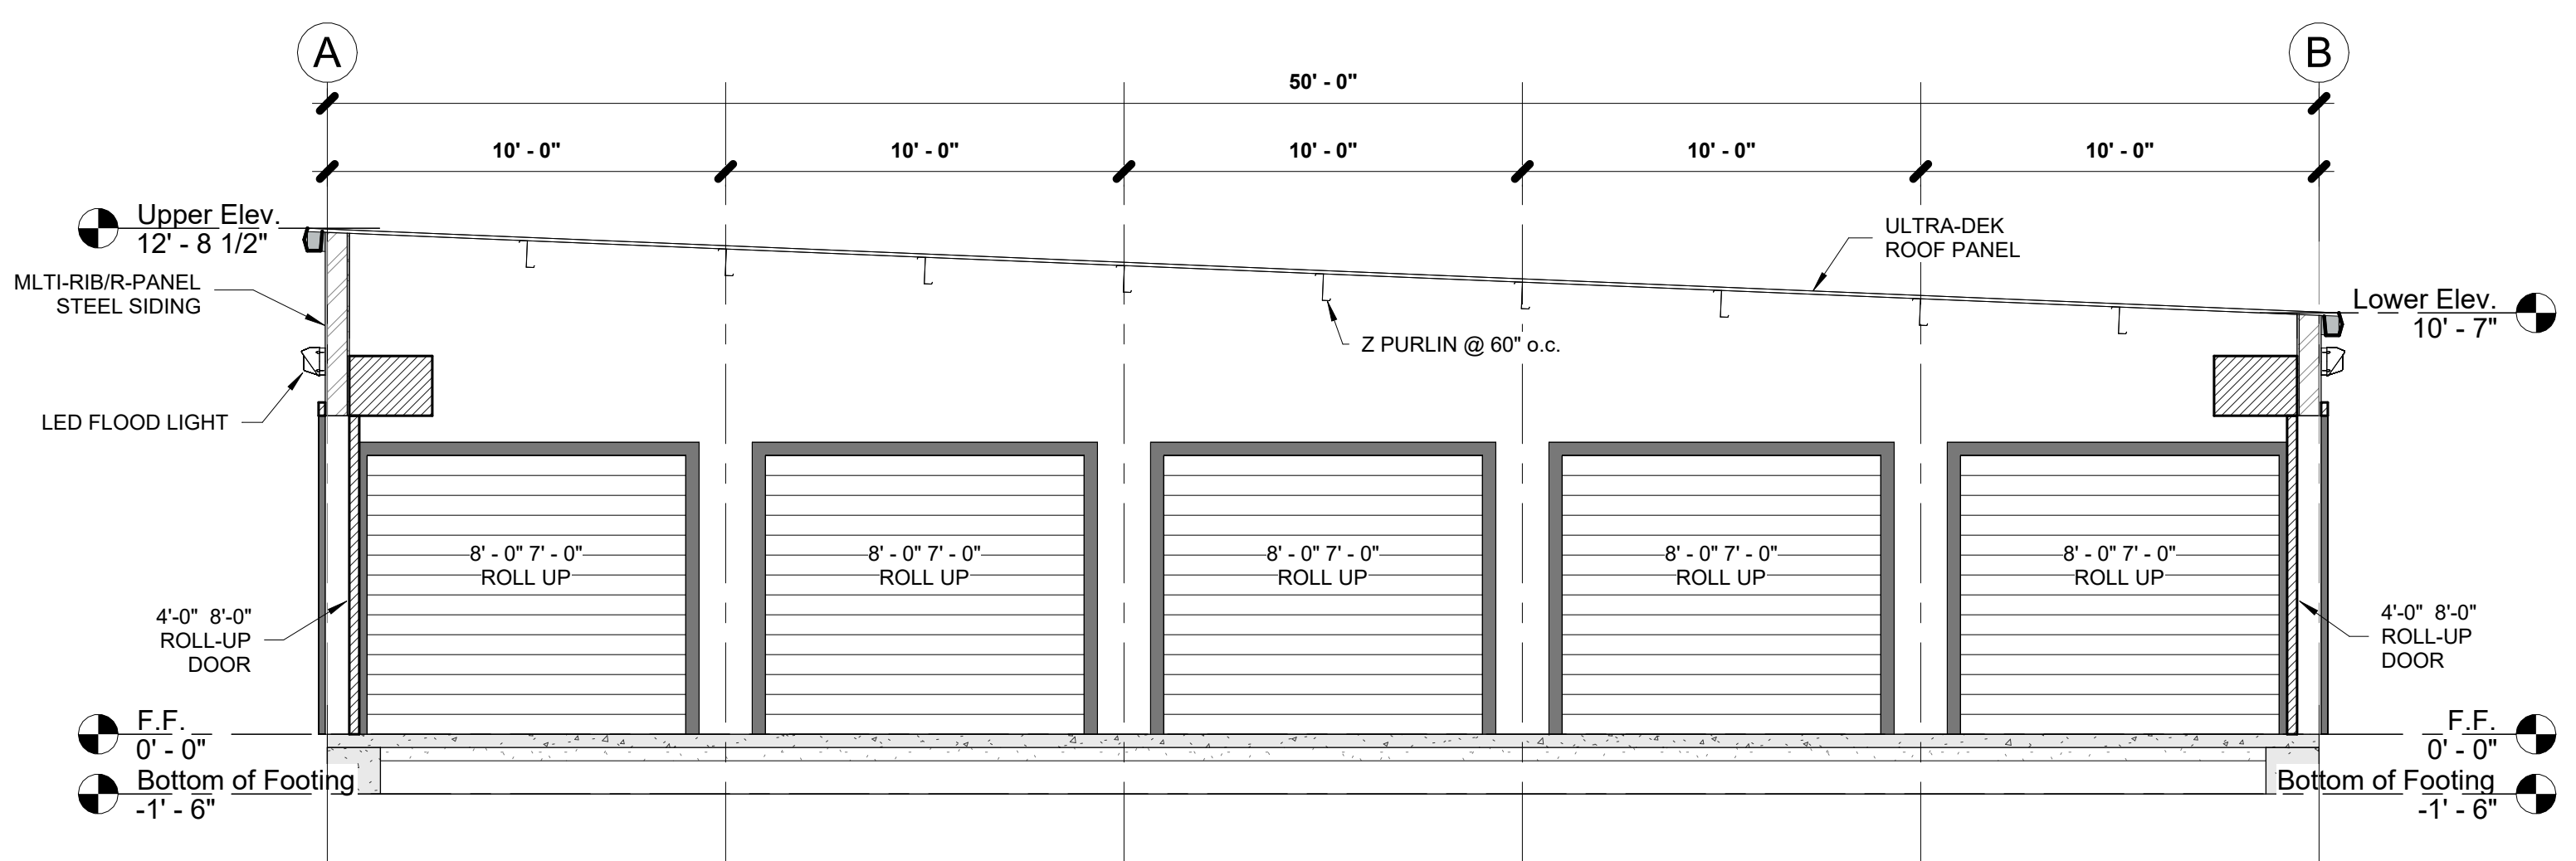 A
B
50' - 0"
10' - 0"
10' - 0"
10' - 0"
10' - 0"
10' - 0"
Upper Elev.
12' - 8 1/2"
MLTI-RIB/R-PANEL
STEEL SIDING
LED FLOOD LIGHT
ULTRA-DEK
ROOF PANEL
Z PURLIN @ 60" o.c.
Lower Elev.
10' - 7"
8' - 0" 7' - 0"
ROLL UP
8' - 0" 7' - 0"
ROLL UP
8' - 0" 7' - 0"
ROLL UP
8' - 0" 7' - 0"
ROLL UP
8' - 0" 7' - 0"
ROLL UP
4'-0" 8'-0"
ROLL-UP
DOOR
4'-0" 8'-0"
ROLL-UP
DOOR
F.F.
0' - 0"
Bottom of Footing
-1' - 6"
F.F.
0' - 0"
Bottom of Footing
-1' - 6"